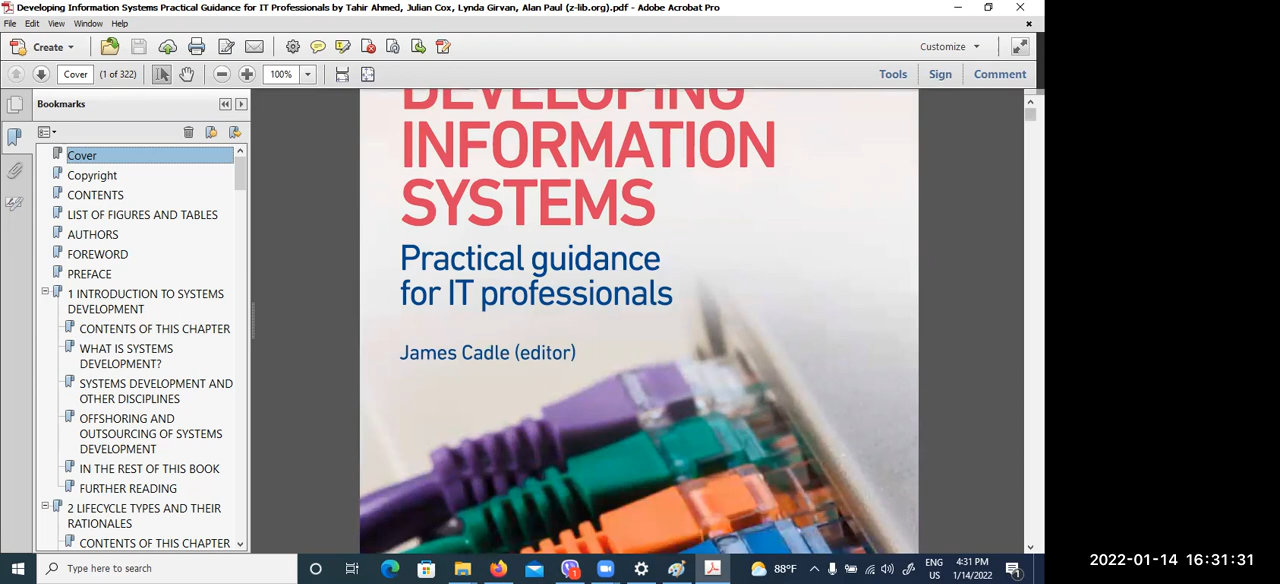 Developing Information Systems Practical Guidance for IT Professionals by Tahir Ahmed, Julian Cox, Lynda Girvan, Alan Paul (z-lib.org).pdf - Adobe Acrobat Pro
File Edit View Window Help
Create
Customize
Cover
(1 of 322)
100%
Tools
Sign
Comment
Bookmarks
Cover
Copyright
CONTENTS
LIST OF FIGURES AND TABLES
AUTHORS
FOREWORD
PREFACE
1 INTRODUCTION TO SYSTEMS
DEVELOPMENT
CONTENTS OF THIS CHAPTER
WHAT IS SYSTEMS
DEVELOPMENT?
SYSTEMS DEVELOPMENT AND
OTHER DISCIPLINES
OFFSHORING AND
OUTSOURCING OF SYSTEMS
DEVELOPMENT
IN THE REST OF THIS BOOK
FURTHER READING
2 LIFECYCLE TYPES AND THEIR
RATIONALES
CONTENTS OF THIS CHAPTER
DEVELOPING
INFORMATION
SYSTEMS
Practical guidance
for IT professionals
James Cadle (editor)
Type here to search
88°F
ENG
US
4:31 PM
1/14/2022
2022-01-14 16:31:31